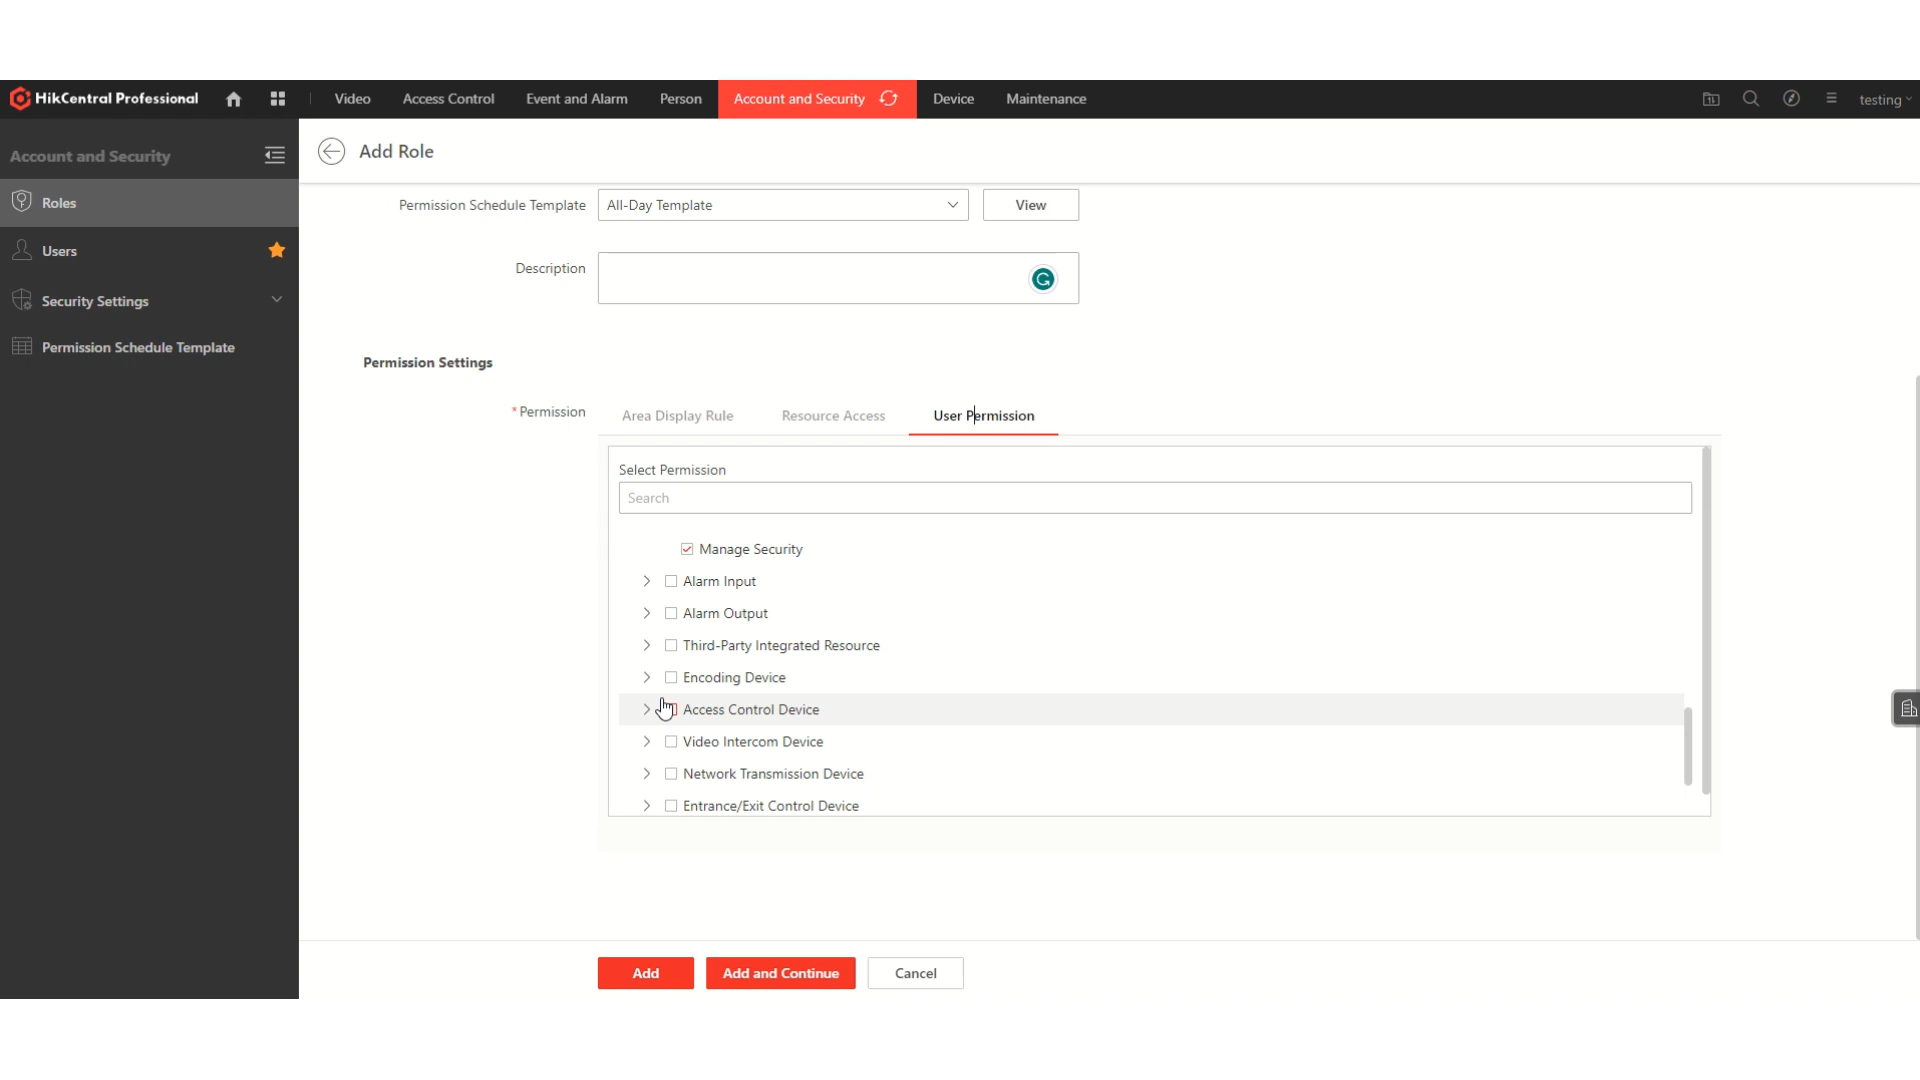 HikCentral Professional
Video Access Control Event and Alarm Person Account and Security Device Maintenance testing
Account and Security
Add Role
Roles
Users
Security Settings
Permission Schedule Template
Permission Schedule Template All-Day Template View
Description
Permission Settings
* Permission Area Display Rule Resource Access User Permission
Select Permission
Search
Manage Security
Alarm Input
Alarm Output
Third-Party Integrated Resource
Encoding Device
Access Control Device
Video Intercom Device
Network Transmission Device
Entrance/Exit Control Device
Add Add and Continue Cancel